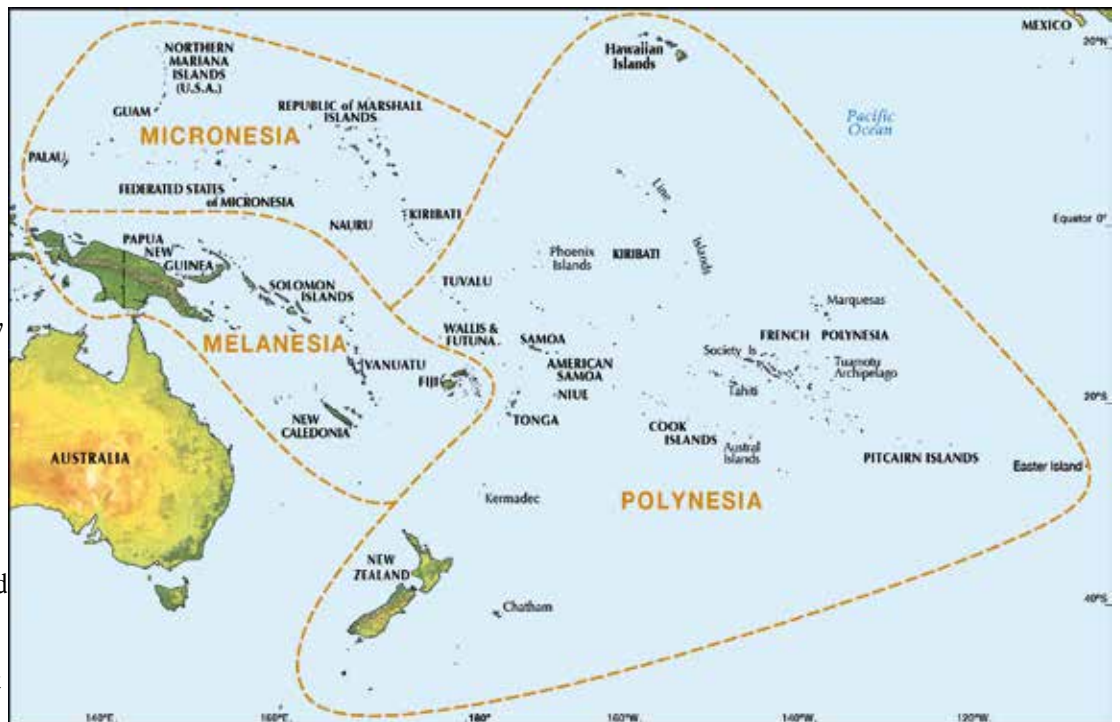 MEXICO
20°N
NORTHERN
MARIANA
ISLANDS
(U.S.A.)
Hawaiian
Islands
GUAM
REPUBLIC of MARSHALL
ISLANDS
Pacific
Ocean
MICRONESIA
PALAU
FEDERATED STATES
of MICRONESIA
Line
Islands
NAURU
KIRIBATI
Equator 0°
PAPUA
NEW
GUINEA
Phoenix
Islands
KIRIBATI
SOLOMON
ISLANDS
TUVALU
Marquesas
MELANESIA
WALLIS &
FUTUNA
SAMOA
FRENCH POLYNESIA
Society Is
VANUATU
AMERICAN
SAMOA
Tuamotu
Archipelago
FIJI
NIUE
Tahiti
20°S
TONGA
NEW
CALEDONIA
COOK
ISLANDS
Austral
Islands
AUSTRALIA
PITCAIRN ISLANDS
Easter Island
Kermadec
POLYNESIA
NEW
ZEALAND
d
Chatham
40°S
140°E.
160°E.
180°
160°W.
140°W.
120°W.